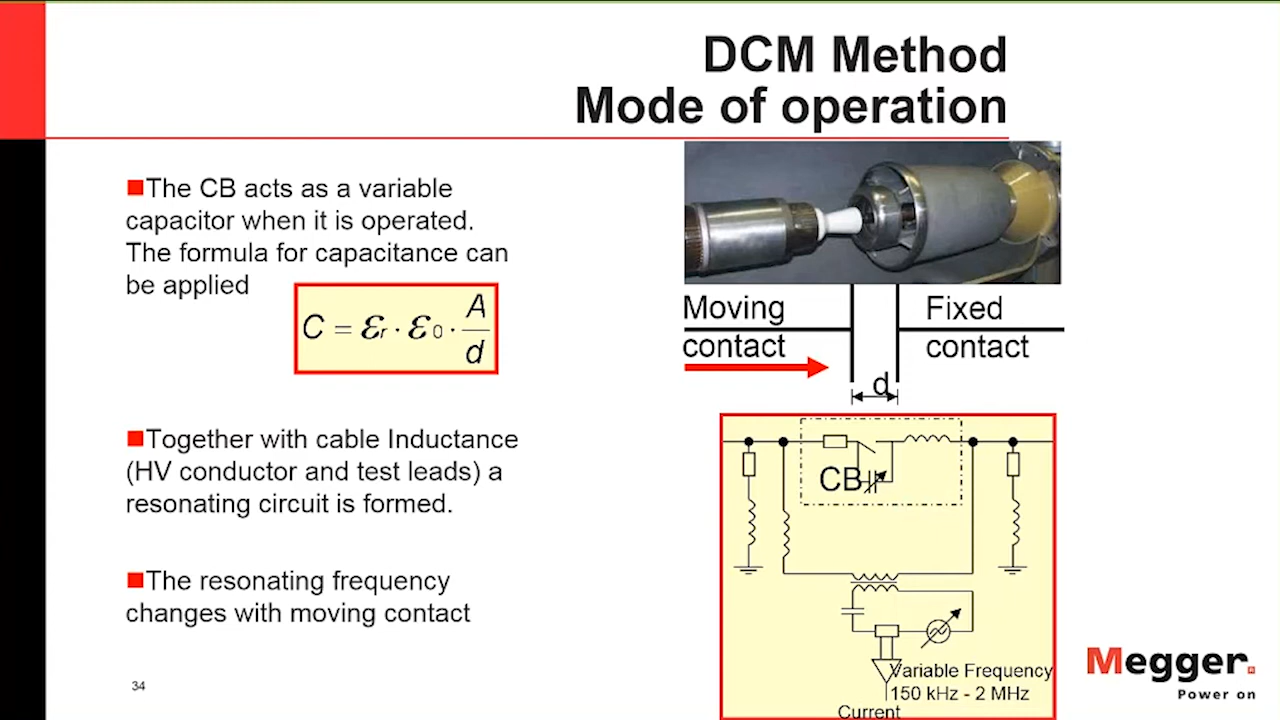 DCM Method
Mode of operation
■The CB acts as a variable
capacitor when it is operated.
The formula for capacitance can
be applied
C = εr · ε0 · A/d
■Together with cable Inductance
(HV conductor and test leads) a
resonating circuit is formed.
■The resonating frequency
changes with moving contact
34
Moving
contact
Fixed
contact
d
CB
Variable Frequency
150 kHz - 2 MHz
Current
Megger.
Power on